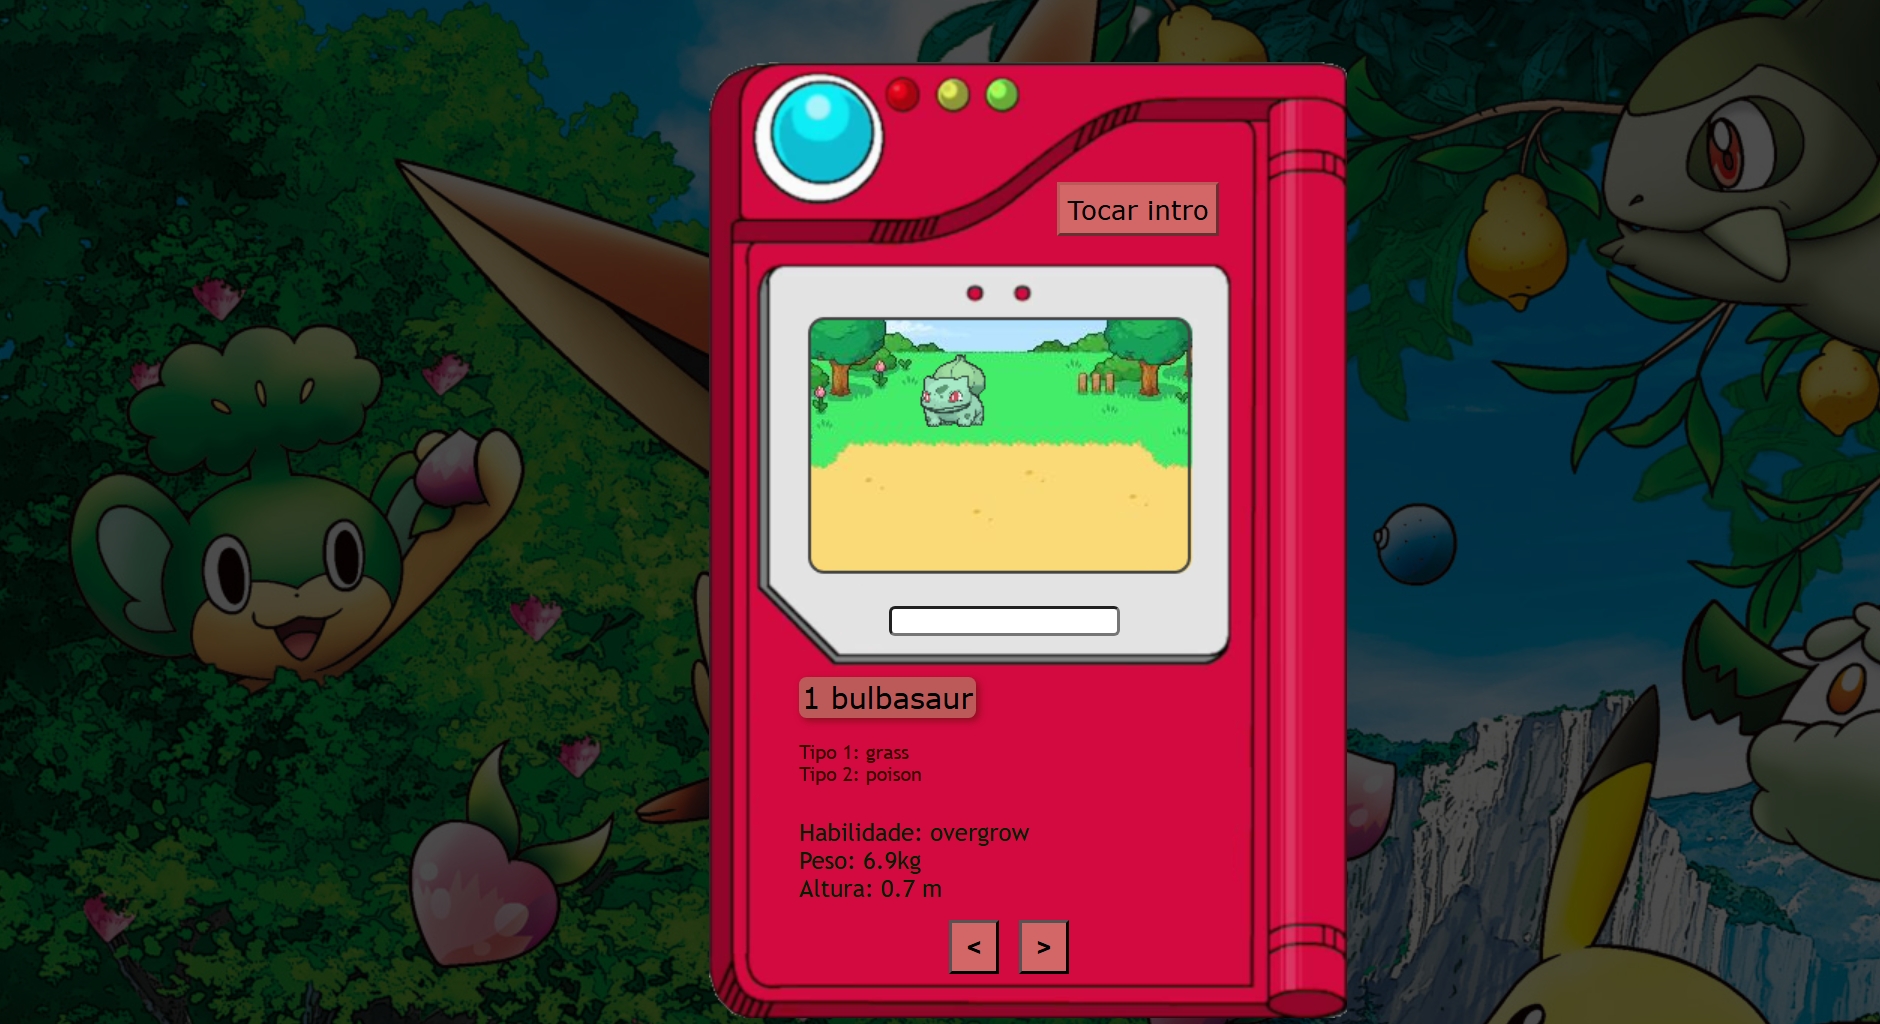 Tocar intro
1 bulbasaur
Tipo 1: grass
Tipo 2: poison
Habilidade: overgrow
Peso: 6.9kg
Altura: 0.7 m
< >